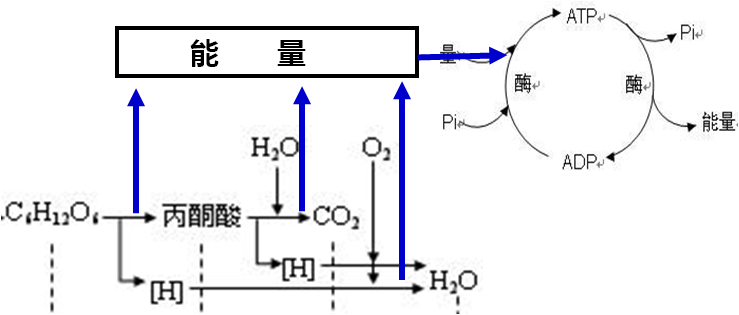 能 量
ATP
Pi
量
酶
酶
Pi
能量
ADP
H2O
O2
C6H12O6
丙酮酸
CO2
[H]
[H]
H2O